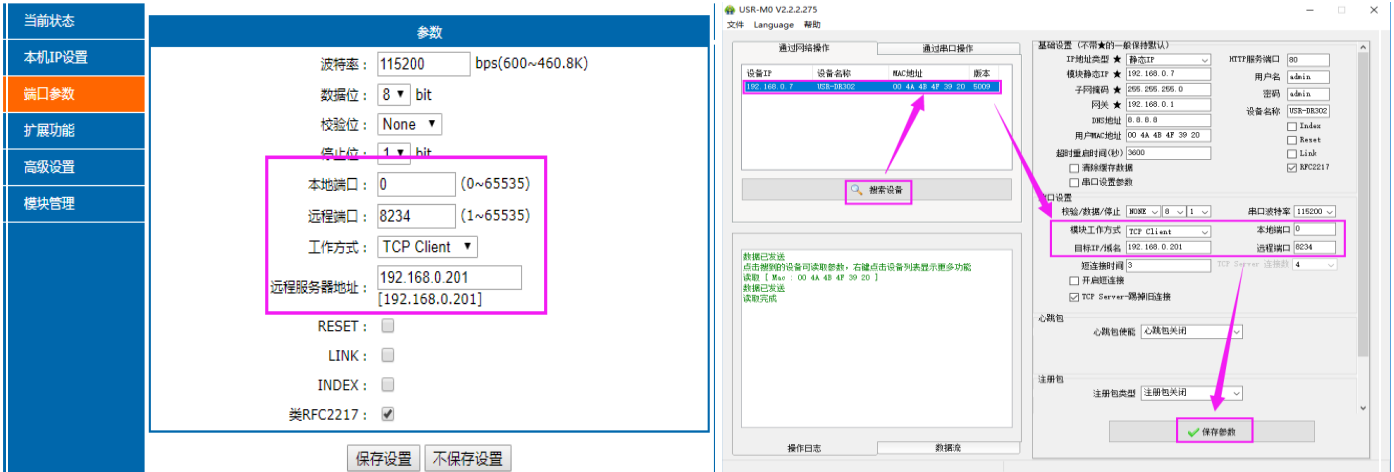 当前状态
本机IP设置
端口参数
扩展功能
高级设置
模块管理
参数
波特率： 115200 bps(600~460.8K)
数据位： 8 bit
校验位： None
停止位： 1 bit
本地端口： 0 (0~65535)
远程端口： 8234 (1~65535)
工作方式： TCP Client
远程服务器地址： 192.168.0.201
[192.168.0.201]
RESET：
LINK：
INDEX：
类RFC2217：
保存设置 不保存设置
USR-M0 V2.2.2.275
文件 Language 帮助
通过网络操作 通过串口操作
设备IP 设备名称 MAC地址 版本
192.168.0.7 USR-DR302 00 4A 4B 4F 39 20 5009
搜索设备
数据已发送
点击搜到的设备可读取参数，右键点击设备列表显示更多功能
读取 [ Mac : 00 4A 4B 4F 39 20 ]
数据已发送
读取完成
操作日志 数据流
基础设置 (不带★的一般保持默认)
IP地址类型 ★ 静态IP HTTP服务端口 80
模块静态IP ★ 192.168.0.7 用户名 admin
子网掩码 ★ 255.255.255.0 密码 admin
网关 ★ 192.168.0.1 设备名称 USR-DR302
DNS地址 8.8.8.8 Index
用户MAC地址 00 4A 4B 4F 39 20 Reset
超时重启时间(秒) 3600 Link
清除缓存数据 RFC2217
串口设置参数
口设置
校验/数据/停止 NONE 8 1 串口波特率 115200
模块工作方式 TCP Client 本地端口 0
目标IP/域名 192.168.0.201 远程端口 8234
短连接时间 3 TCP Server 连接数 4
开启短连接
TCP Server-踢掉旧连接
心跳包
心跳包使能 心跳包关闭
注册包
注册包类型 注册包关闭
保存参数